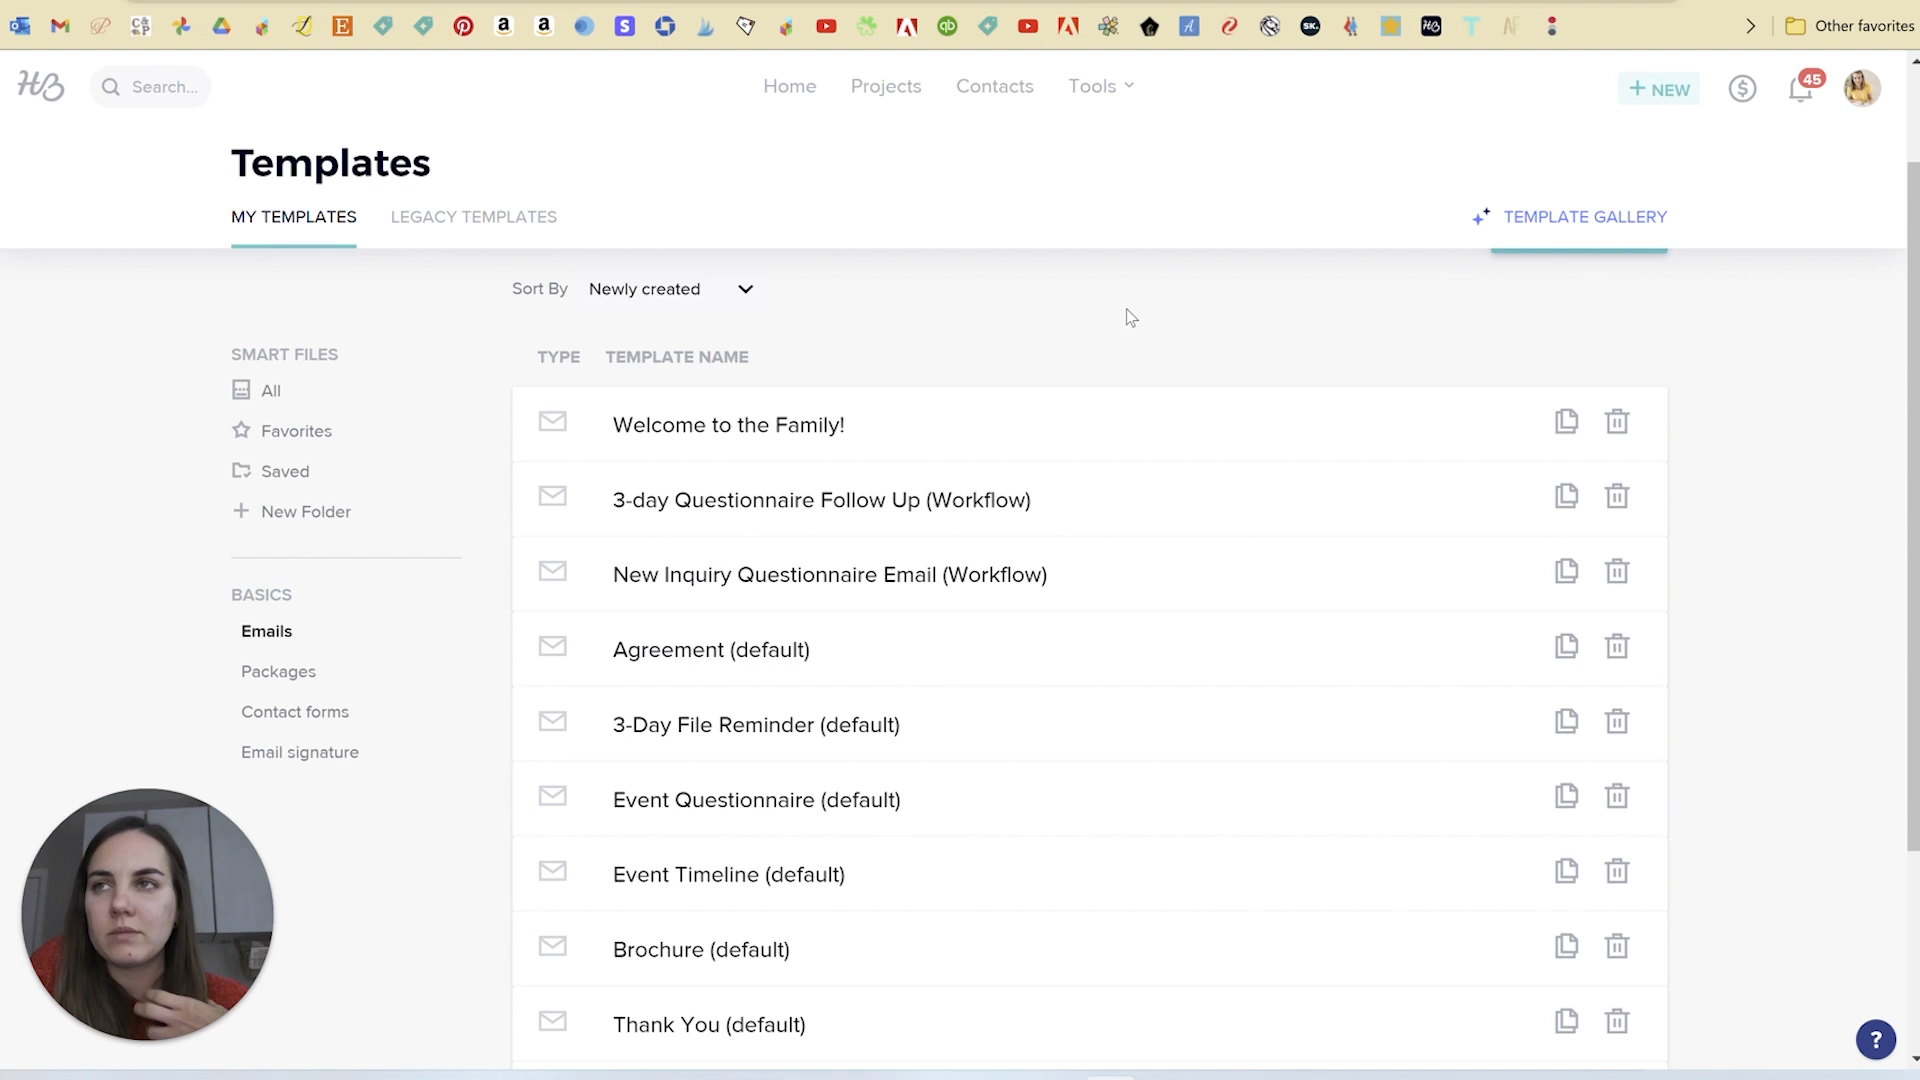 Other favorites
HB
Search...
Home
Projects
Contacts
Tools
+ NEW
45
Templates
MY TEMPLATES
LEGACY TEMPLATES
TEMPLATE GALLERY
Sort By
Newly created
SMART FILES
All
Favorites
Saved
+ New Folder
BASICS
Emails
Packages
Contact forms
Email signature
TYPE
TEMPLATE NAME
Welcome to the Family!
3-day Questionnaire Follow Up (Workflow)
New Inquiry Questionnaire Email (Workflow)
Agreement (default)
3-Day File Reminder (default)
Event Questionnaire (default)
Event Timeline (default)
Brochure (default)
Thank You (default)
?